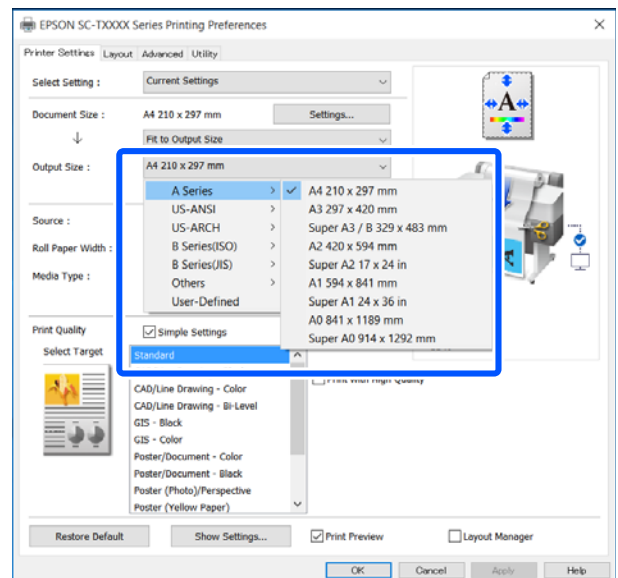 EPSON SC-TXXXX Series Printing Preferences
Printer Settings Layout Advanced Utility
Select Setting : Current Settings
Document Size : A4 210 x 297 mm Settings...
Fit to Output Size
Output Size : A4 210 x 297 mm
A Series A4 210 x 297 mm
US-ANSI A3 297 x 420 mm
US-ARCH Super A3 / B 329 x 483 mm
Source : B Series(ISO) A2 420 x 594 mm
Roll Paper Width : B Series(JIS) Super A2 17 x 24 in
Media Type : Others A1 594 x 841 mm
User-Defined Super A1 24 x 36 in
A0 841 x 1189 mm
Print Quality Simple Settings Super A0 914 x 1292 mm
Select Target Standard
Print with High Quality
CAD/Line Drawing - Color
CAD/Line Drawing - Bi-Level
GIS - Block
GIS - Color
Poster/Document - Color
Poster/Document - Black
Poster (Photo)/Perspective
Poster (Yellow Paper)
Restore Default Show Settings... Print Preview Layout Manager
OK Cancel Apply Help